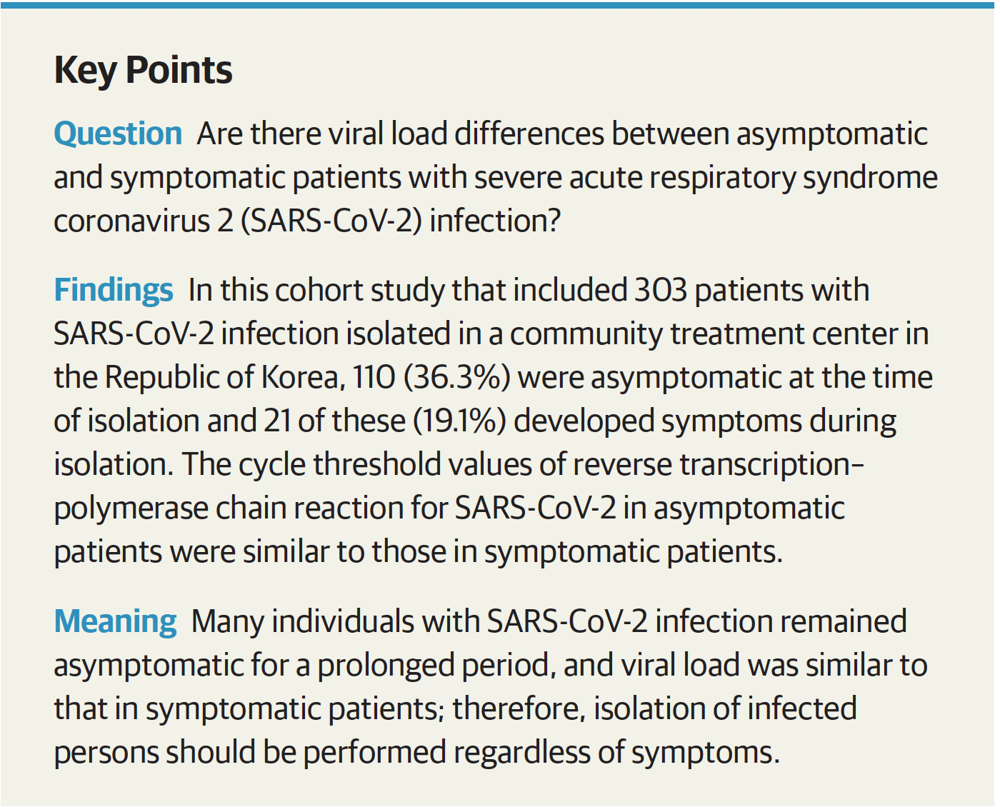 Key Points
Question Are there viral load differences between asymptomatic
and symptomatic patients with severe acute respiratory syndrome
coronavirus 2 (SARS-CoV-2) infection?
Findings In this cohort study that included 303 patients with
SARS-CoV-2 infection isolated in a community treatment center in
the Republic of Korea, 110 (36.3%) were asymptomatic at the time
of isolation and 21 of these (19.1%) developed symptoms during
isolation. The cycle threshold values of reverse transcription–
polymerase chain reaction for SARS-CoV-2 in asymptomatic
patients were similar to those in symptomatic patients.
Meaning Many individuals with SARS-CoV-2 infection remained
asymptomatic for a prolonged period, and viral load was similar to
that in symptomatic patients; therefore, isolation of infected
persons should be performed regardless of symptoms.